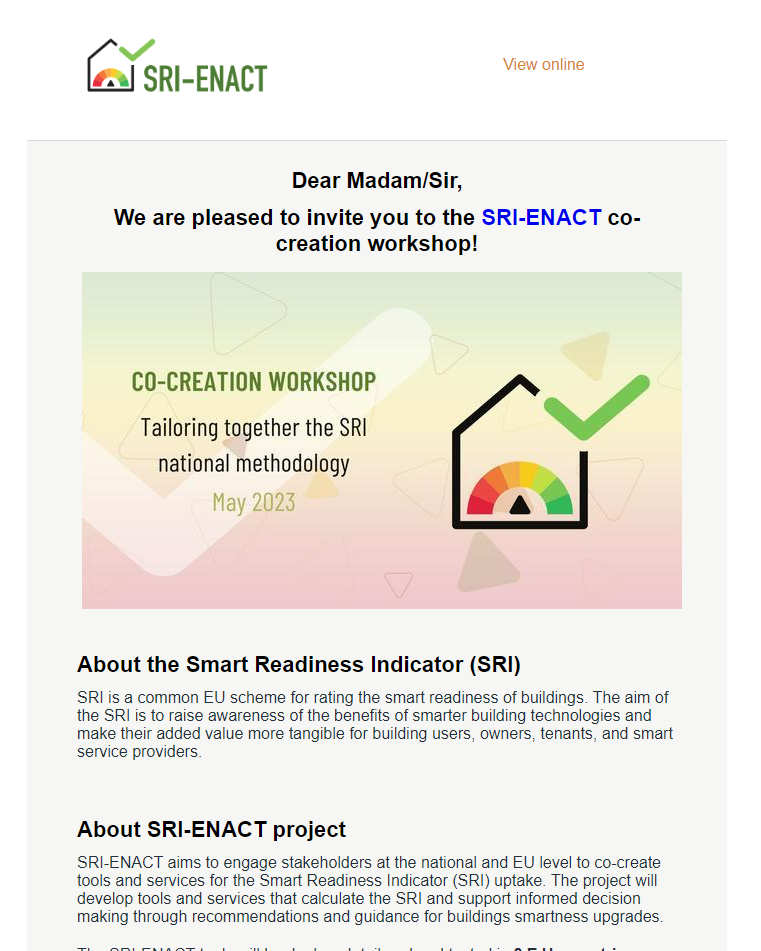 SRI-ENACT
View online
Dear Madam/Sir,
We are pleased to invite you to the SRI-ENACT co-
creation workshop!
CO-CREATION WORKSHOP
Tailoring together the SRI
national methodology
May 2023
About the Smart Readiness Indicator (SRI)
SRI is a common EU scheme for rating the smart readiness of buildings. The aim of
the SRI is to raise awareness of the benefits of smarter building technologies and
make their added value more tangible for building users, owners, tenants, and smart
service providers.
About SRI-ENACT project
SRI-ENACT aims to engage stakeholders at the national and EU level to co-create
tools and services for the Smart Readiness Indicator (SRI) uptake. The project will
develop tools and services that calculate the SRI and support informed decision
making through recommendations and guidance for buildings smartness upgrades.